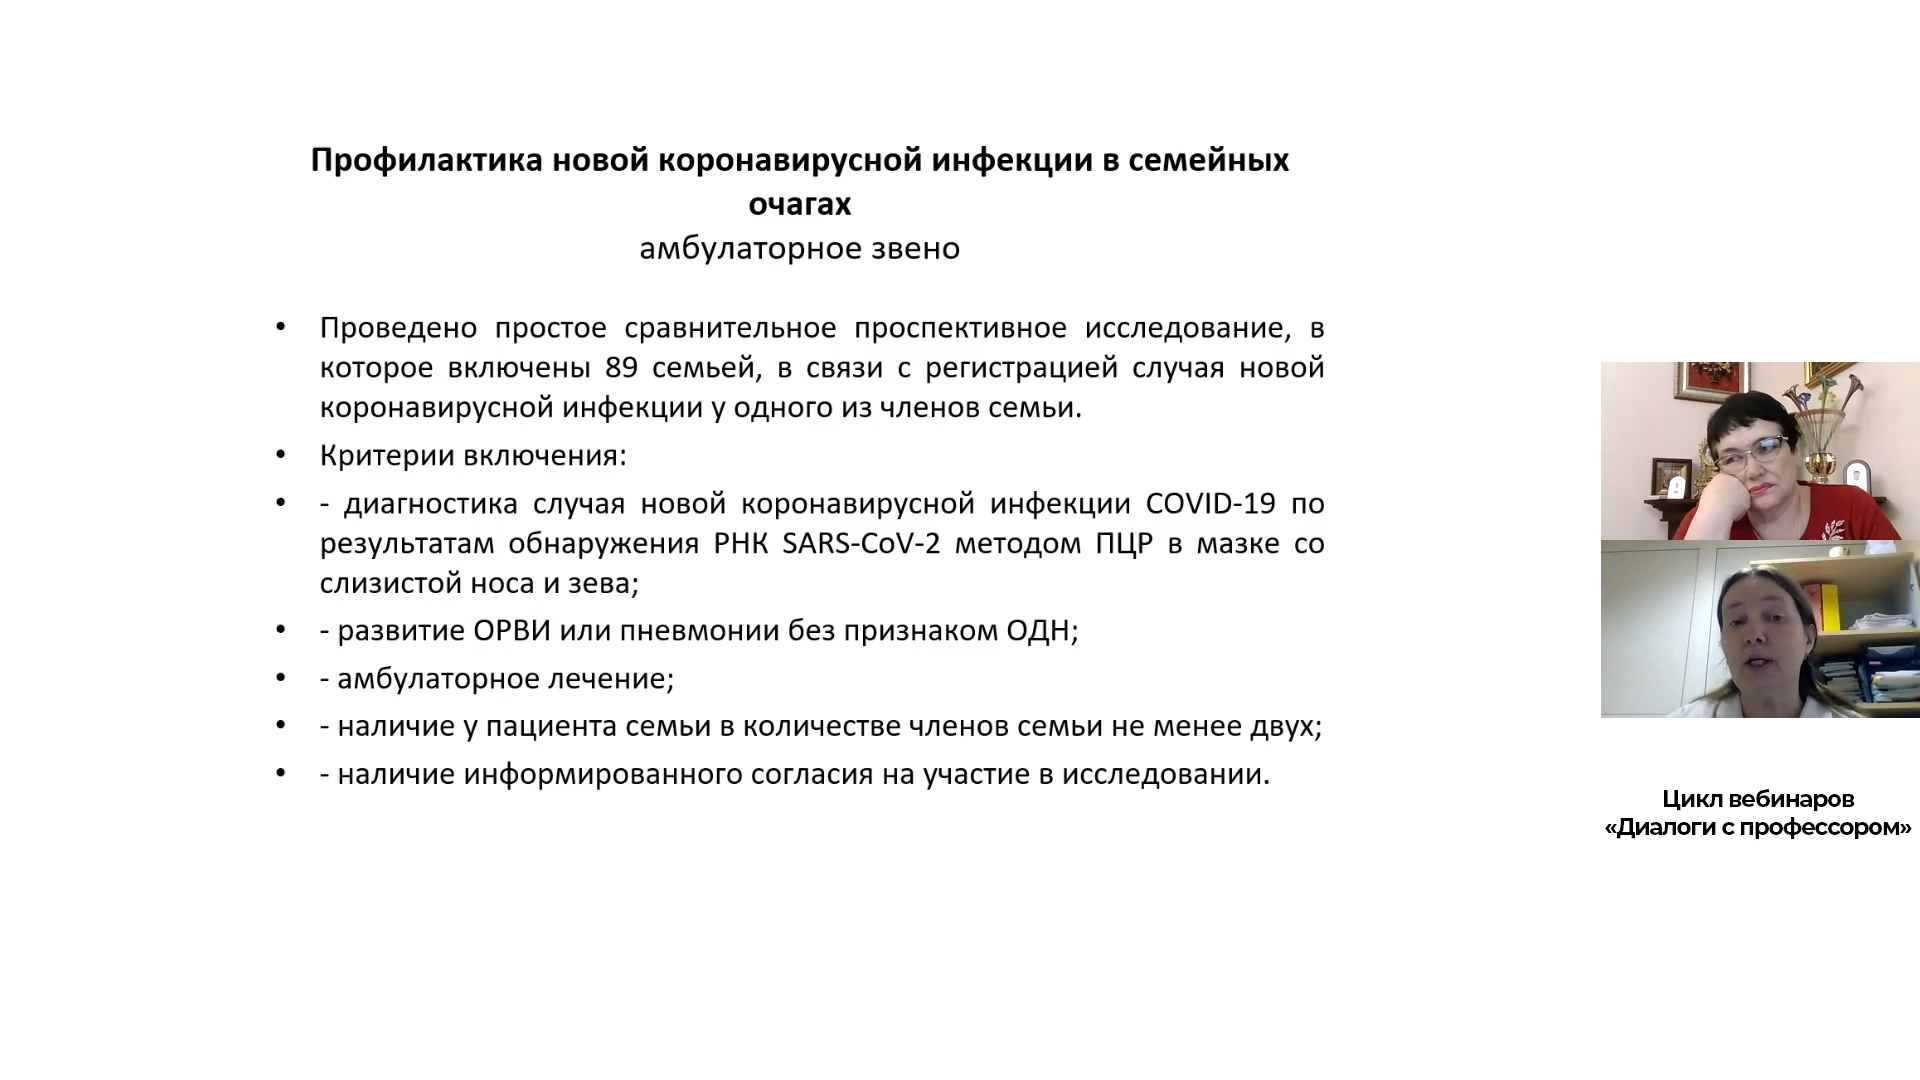 Профилактика новой коронавирусной инфекции в семейных
очагах
амбулаторное звено
• Проведено простое сравнительное проспективное исследование, в
которое включены 89 семьей, в связи с регистрацией случая новой
коронавирусной инфекции у одного из членов семьи.
• Критерии включения:
• - диагностика случая новой коронавирусной инфекции COVID-19 по
результатам обнаружения РНК SARS-CoV-2 методом ПЦР в мазке со
слизистой носа и зева;
• - развитие ОРВИ или пневмонии без признаком ОДН;
• - амбулаторное лечение;
• - наличие у пациента семьи в количестве членов семьи не менее двух;
• - наличие информированного согласия на участие в исследовании.
Цикл вебинаров
«Диалоги с профессором»